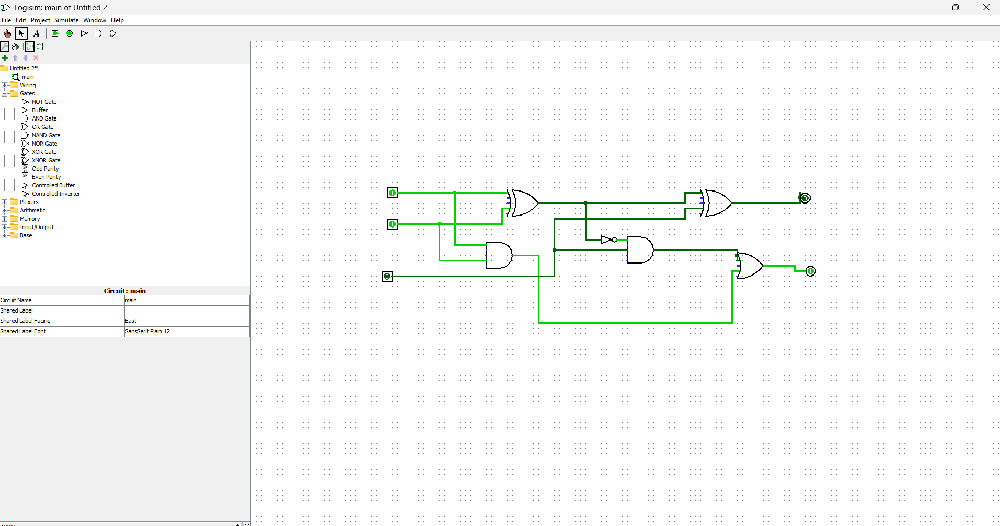 Logisim: main of Untitled 2
File Edit Project Simulate Window Help
A
Untitled 2*
main
Wiring
Gates
NOT Gate
Buffer
AND Gate
OR Gate
NAND Gate
NOR Gate
XOR Gate
XNOR Gate
Odd Parity
Even Parity
Controlled Buffer
Controlled Inverter
Plexers
Arithmetic
Memory
Input/Output
Base
Circuit: main
Circuit Name main
Shared Label
Shared Label Facing East
Shared Label Font SansSerif Plain 12
1
0
1
1
0